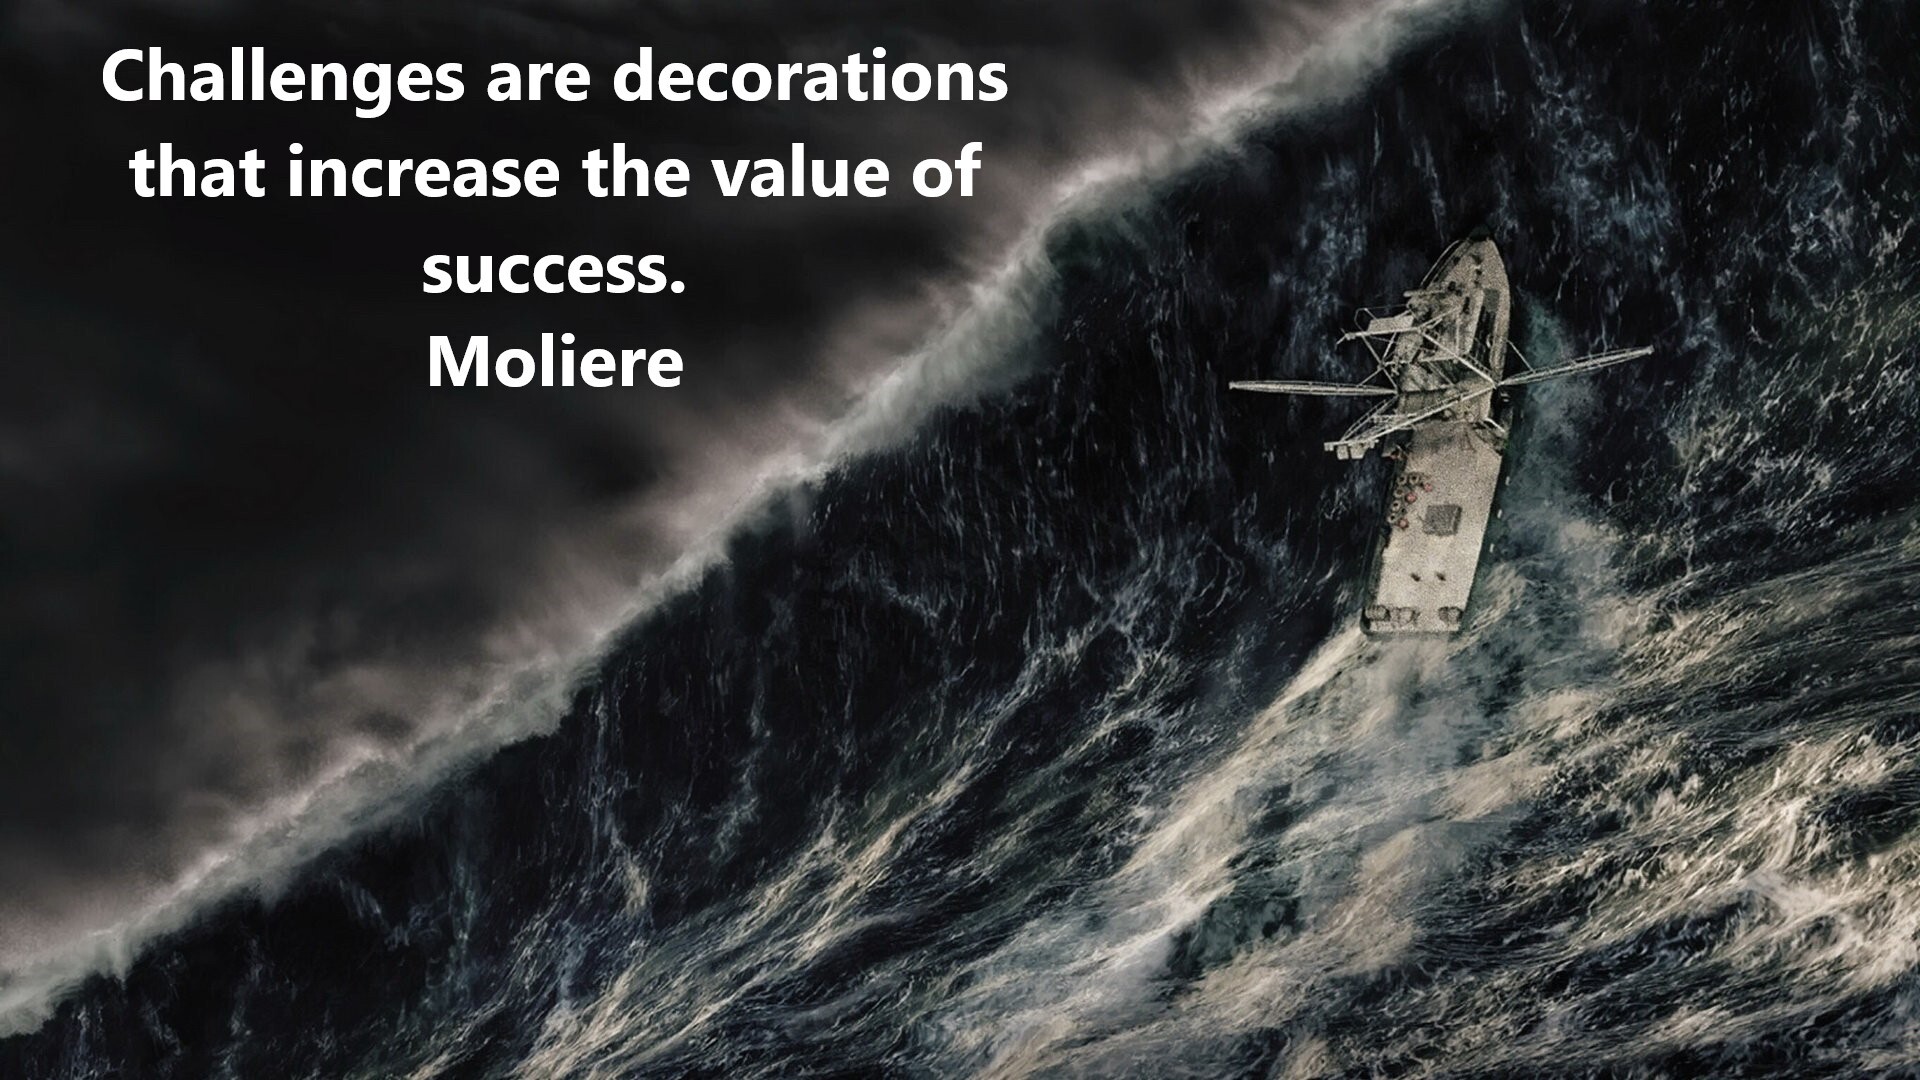 Challenges are decorations
that increase the value of
success.
Moliere